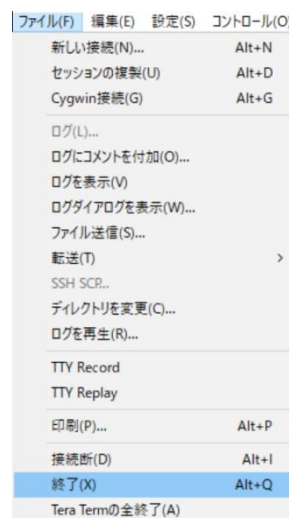 ファイル(F) 編集(E) 設定(S) コントロール(O
新しい接続(N)... Alt+N
セッションの複製(U) Alt+D
Cygwin接続(G) Alt+G
ログ(L)...
ログにコメントを付加(O)...
ログを表示(V)
ログダイアログを表示(W)...
ファイル送信(S)...
転送(T) >
SSH SCP...
ディレクトリを変更(C)...
ログを再生(R)...
TTY Record
TTY Replay
印刷(P)... Alt+P
接続断(D) Alt+I
終了(X) Alt+Q
Tera Termの全終了(A)